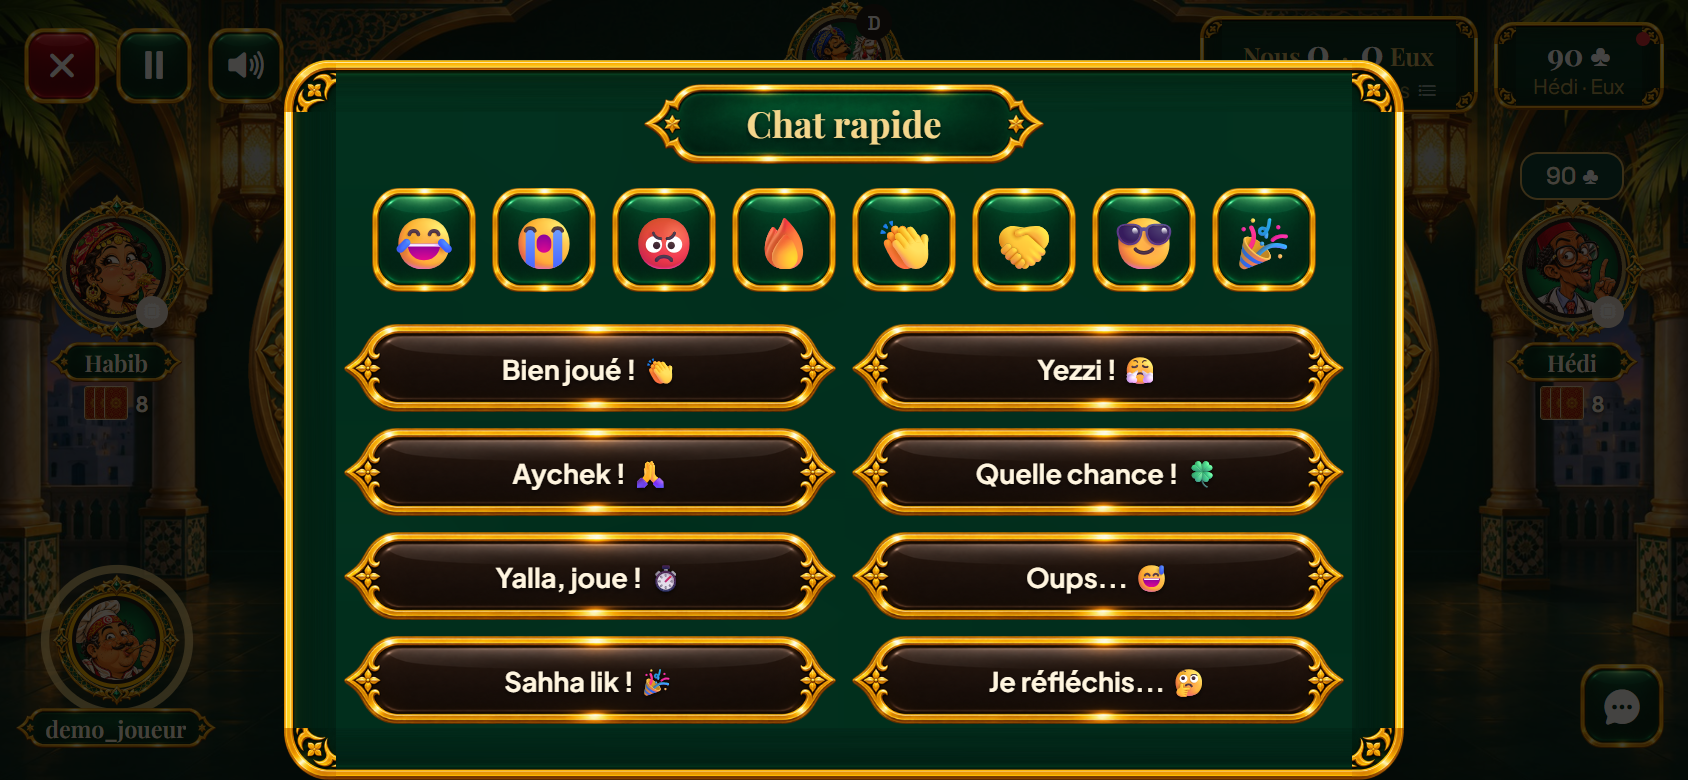 D
Nous 0 · 0 Eux
90 ♣
Hédi · Eux
Chat rapide
90 ♣
Bien joué ! 👏
Yezzi ! 😤
Habib
Hédi
8
8
Aychek ! 🙏
Quelle chance ! 🍀
Yalla, joue ! ⏱️
Oups... 😅
Sahha lik ! 🎉
Je réfléchis... 🤔
demo_joueur